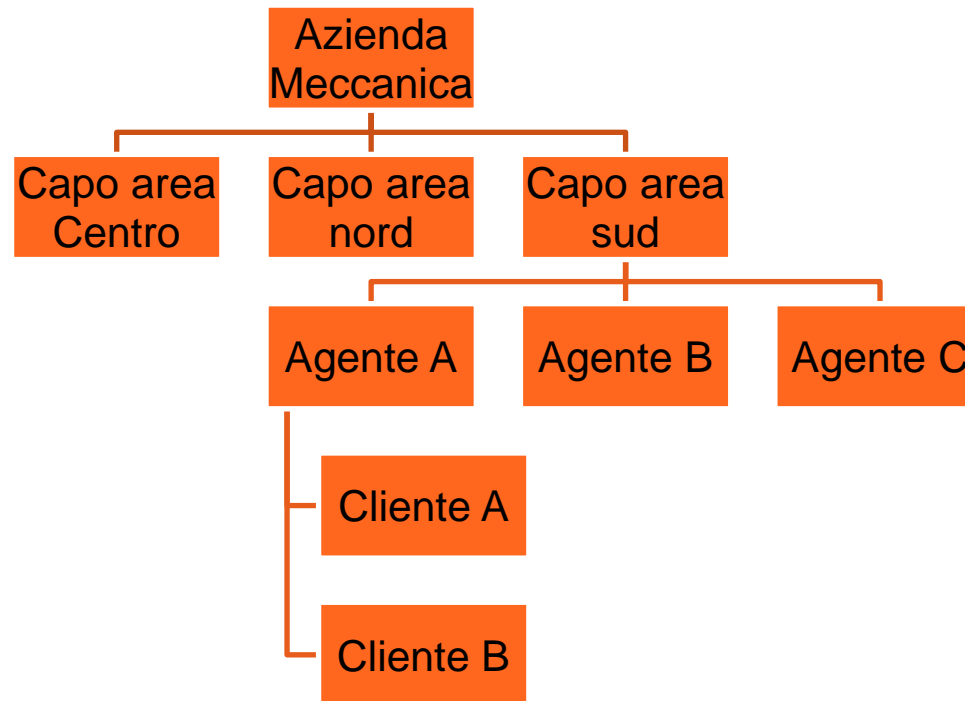 Azienda
Meccanica
Capo area
Centro
Capo area
nord
Capo area
sud
Agente A
Agente B
Agente C
Cliente A
Cliente B